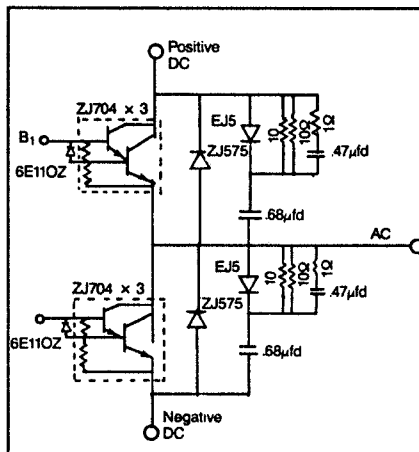 Positive
DC
ZJ704 × 3
B1
6E11OZ
EJ5
ZJ575
10
10Ω
1Ω
.47µfd
.68µfd
AC
ZJ704 × 3
6E11OZ
EJ5
ZJ575
10
10Ω
1Ω
.47µfd
.68µfd
Negative
DC